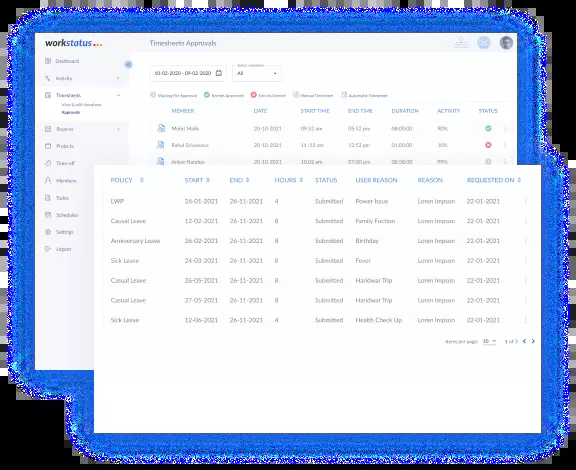 workstatus
Timesheets Approvals
Dashboard
Activity
Timesheets
View & edit timesheets
Approvals
Reports
Projects
Time-off
Members
Tasks
Schedules
Settings
Logout
10-02-2020 - 09-02-2020
All
Waiting For Approval Entries Approved Entries Denied Manual Timesheet Automatic Timesheet
MEMBER DATE START TIME END TIME DURATION ACTIVITY STATUS
Mohit Malik 20-10-2021 09:52 am 05:52 pm 08:00:00 90%
Rahul Srivastava 20-10-2021 11:52 am 12:52 pm 01:00:00 10%
20-10-2021 10:02 am 07:00 pm 08:58:00 99%
POLICY START END HOURS STATUS USER REASON REASON REQUESTED ON
LWP 26-01-2021 26-11-2021 4 Submitted Power Issue Loren Impson 22-01-2021
Causal Leave 12-02-2021 26-11-2021 8 Submitted Family Fuction Loren Impson 22-01-2021
Anniversary Leave 26-02-2021 26-11-2021 8 Submitted Birthday Loren Impson 22-01-2021
Sick Leave 24-03-2021 26-11-2021 8 Submitted Fever Loren Impson 22-01-2021
Casual Leave 26-05-2021 26-11-2021 8 Submitted Haridwar Trip Loren Impson 22-01-2021
Casual Leave 27-05-2021 26-11-2021 8 Submitted Haridwar Trip Loren Impson 22-01-2021
Sick Leave 12-06-2021 26-11-2021 4 Submitted Health Check Up Loren Impson 22-01-2021
Items per page: 10 1 of 3